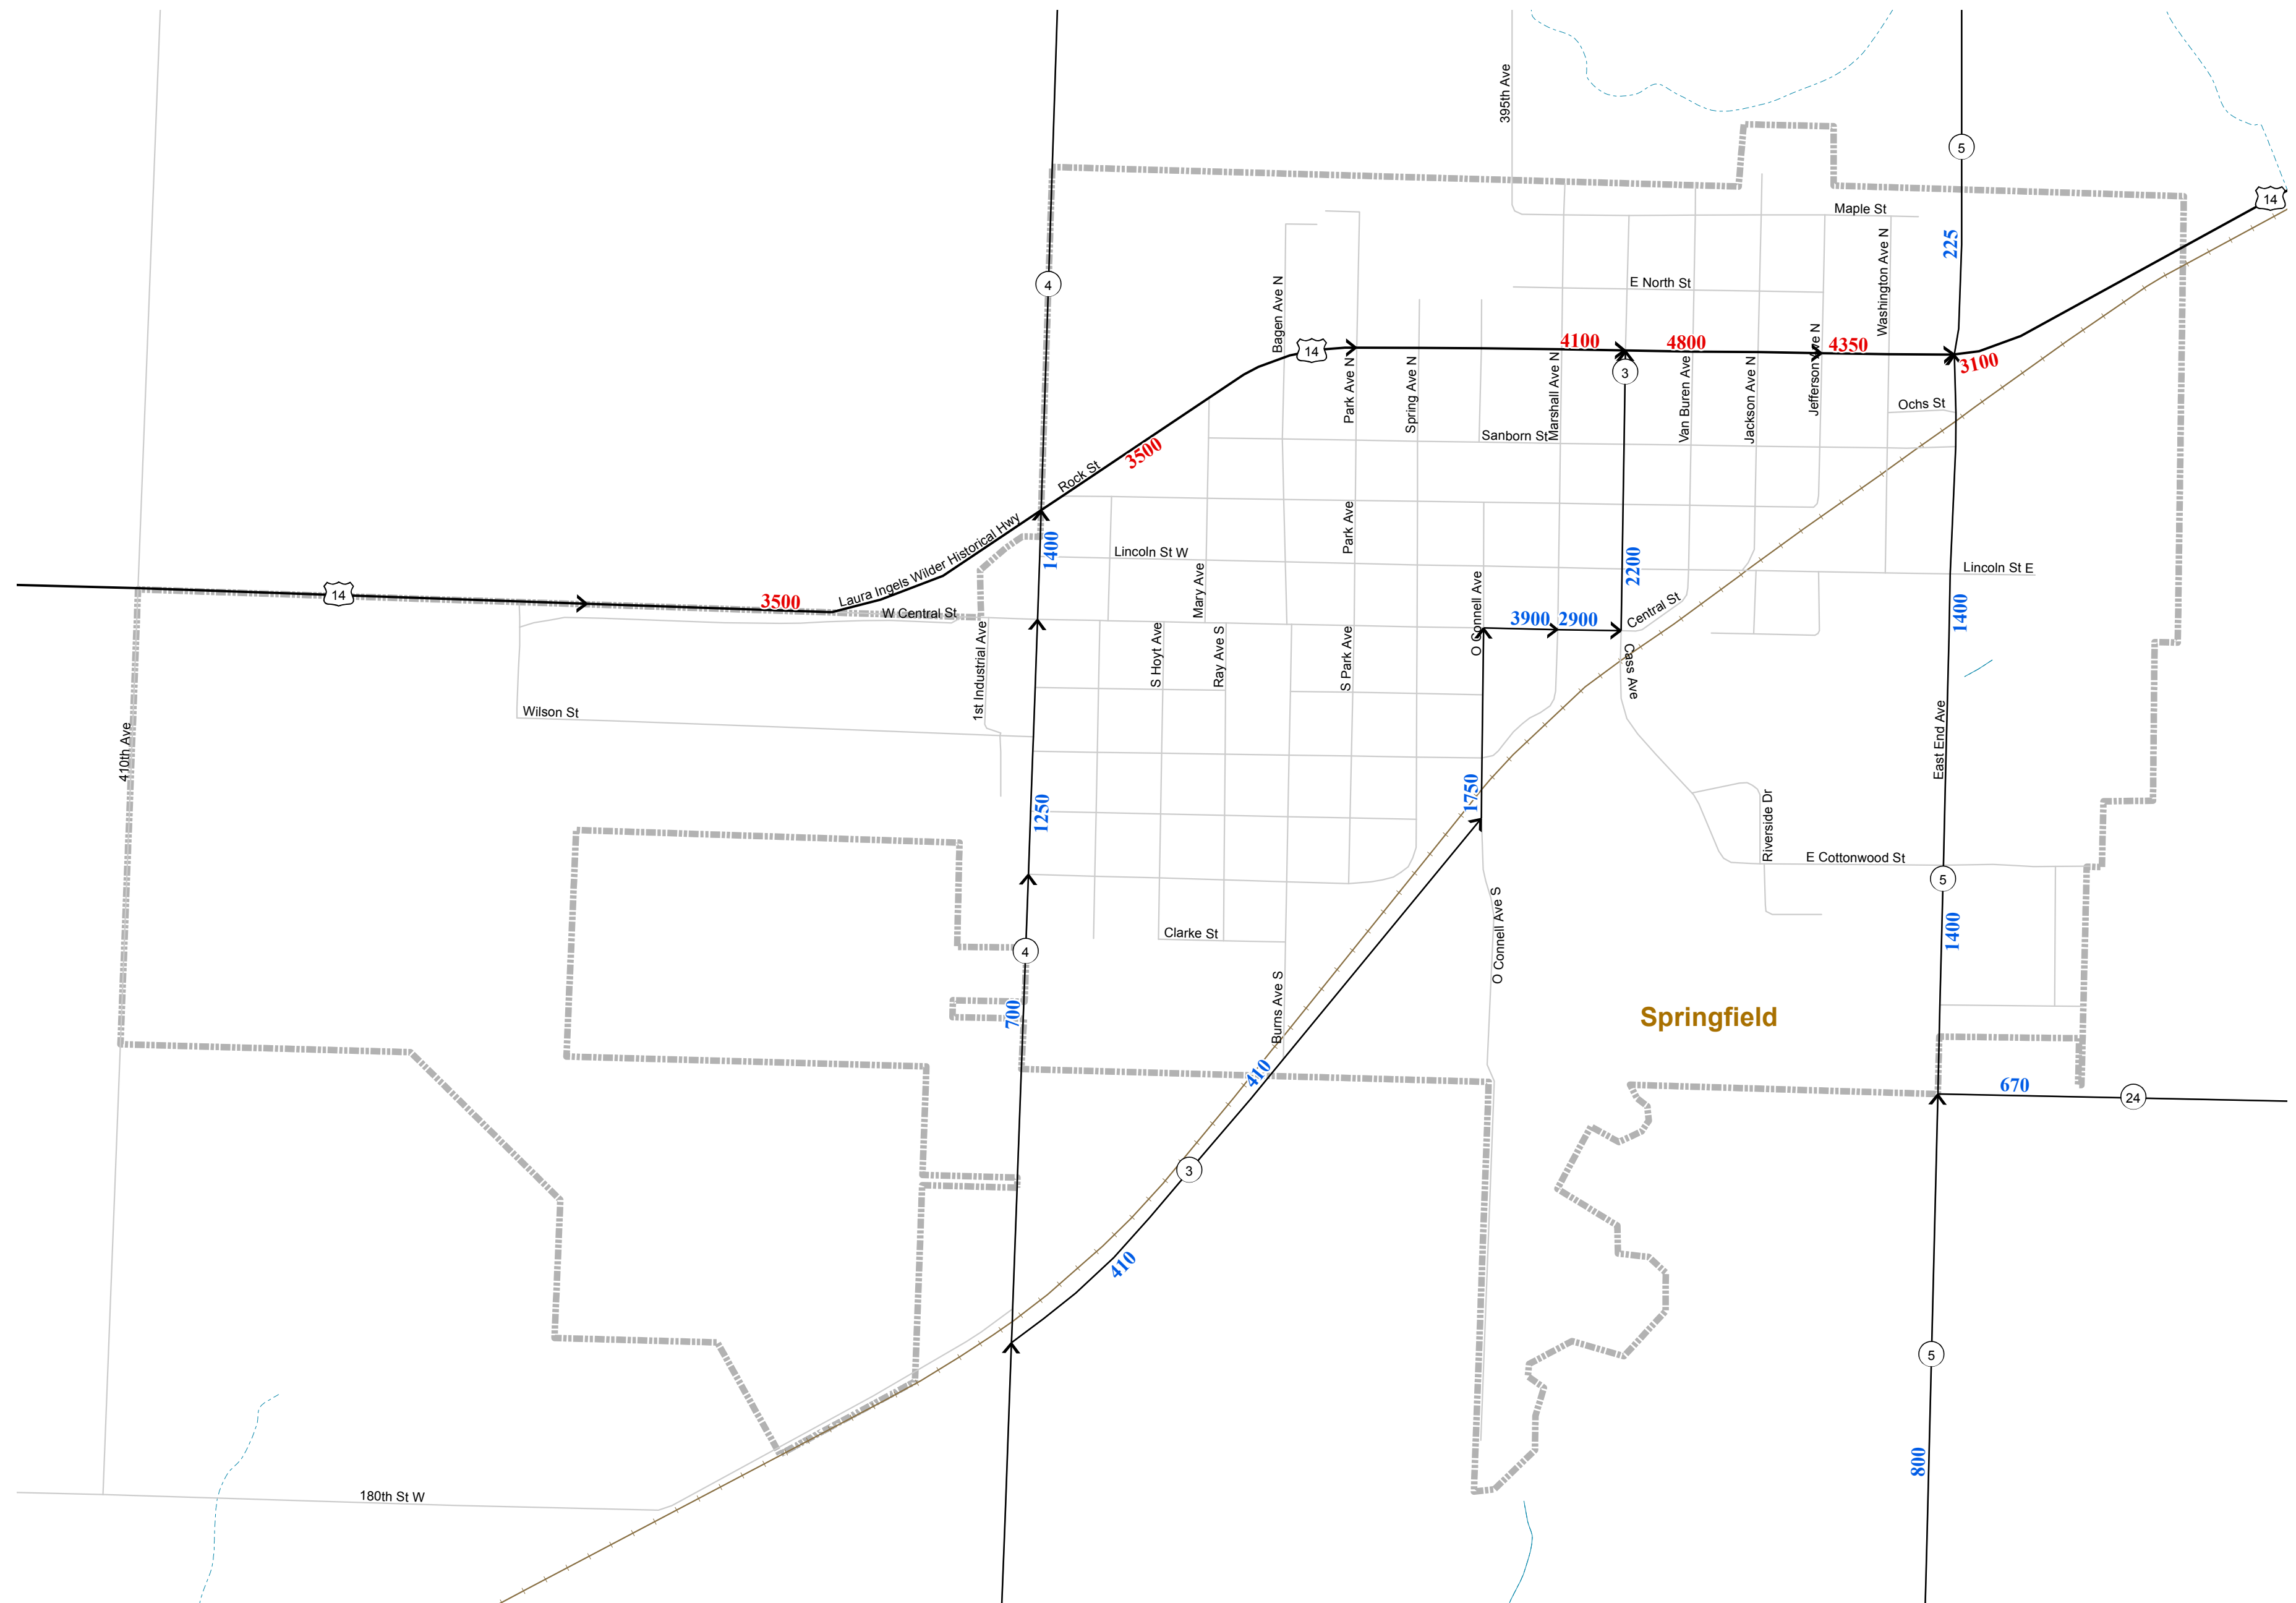 395th Ave
5
14
Maple St
225
Washington Ave N
4
Bagen Ave N
E North St
14
4100
4800
4350
3100
3
Park Ave N
Spring Ave N
Marshall Ave N
Van Buren Ave
Jackson Ave N
Jefferson Ave N
Ochs St
Sanborn St
3500
Rock St
Laura Ingels Wilder Historical Hwy
1400
Lincoln St W
Park Ave
2200
Lincoln St E
14
3500
W Central St
Mary Ave
O Connell Ave
3900
2900
Central St
1400
1st Industrial Ave
S Hoyt Ave
Ray Ave S
S Park Ave
Cass Ave
Wilson St
410th Ave
East End Ave
1250
1750
Riverside Dr
E Cottonwood St
5
Clarke St
O Connell Ave S
1400
4
700
Burns Ave S
Springfield
410
670
24
3
410
5
800
180th St W